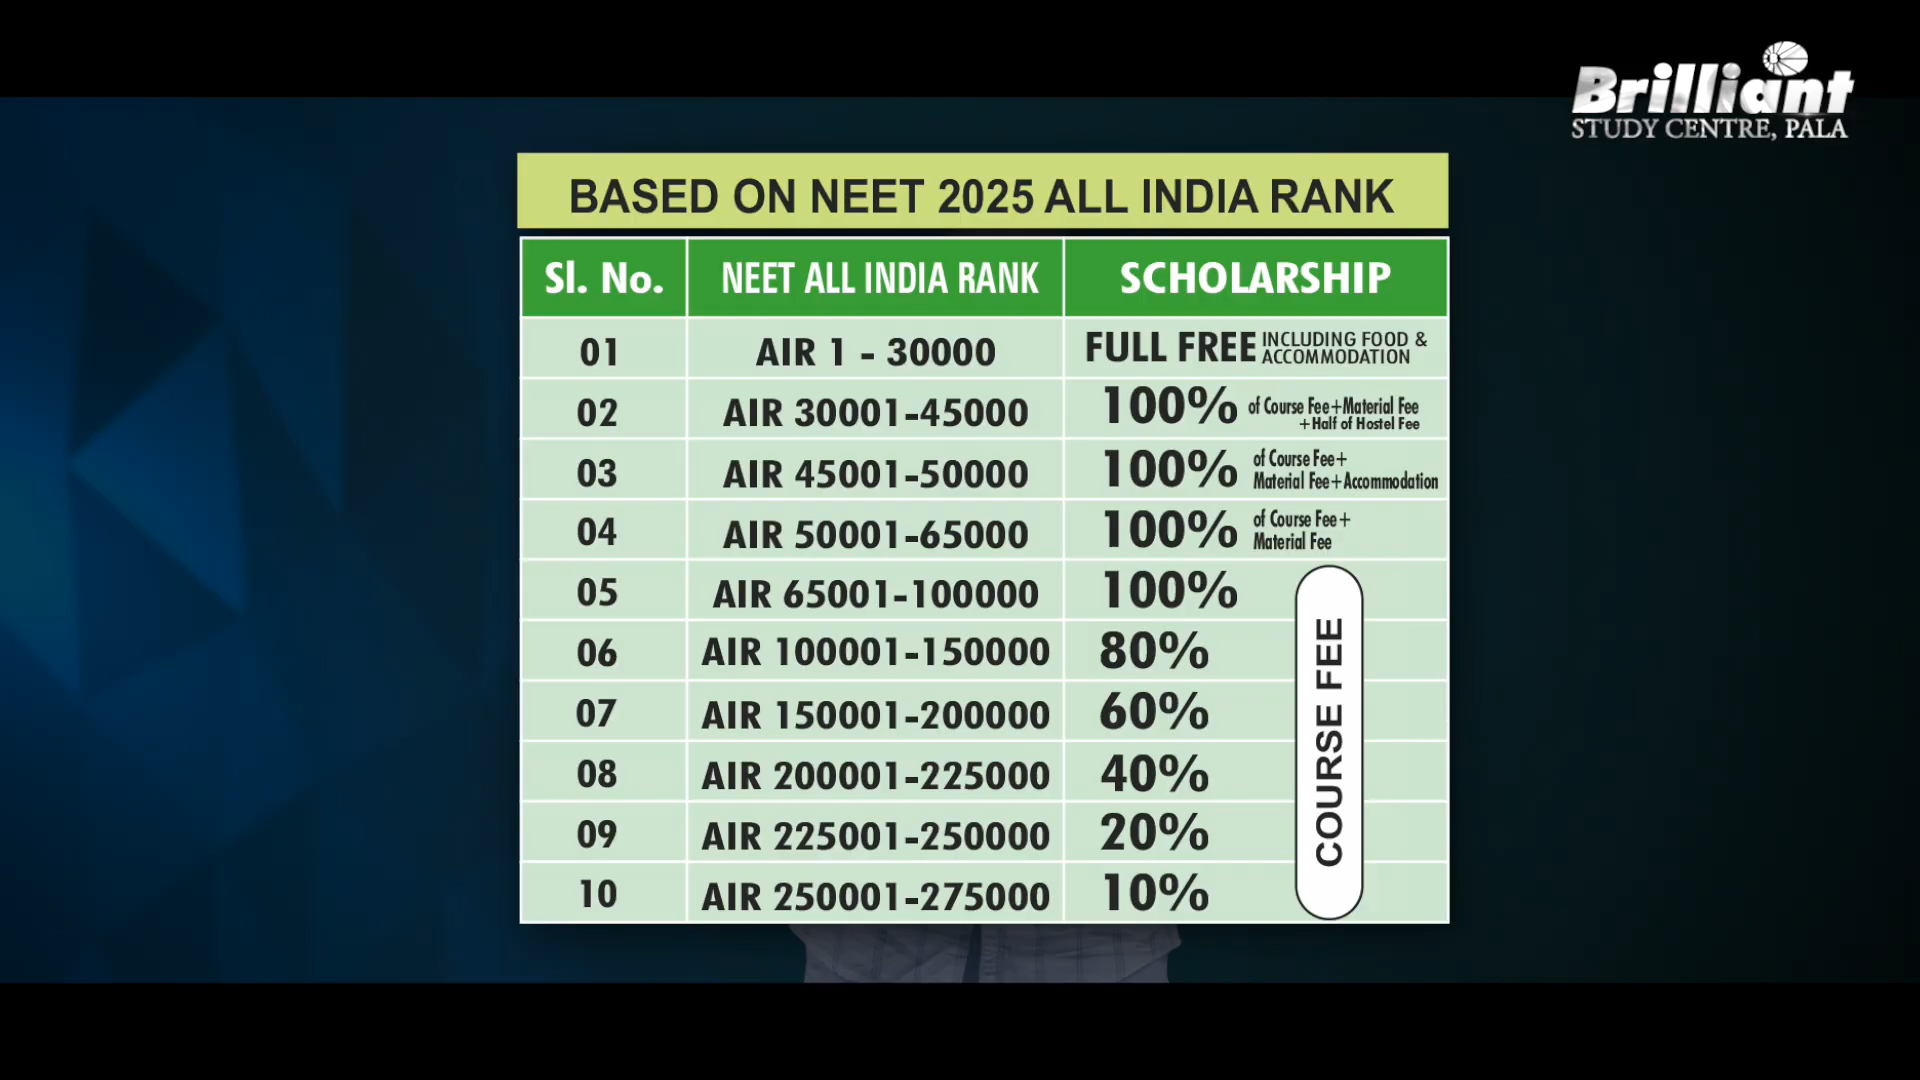 Brilliant
STUDY CENTRE, PALA
BASED ON NEET 2025 ALL INDIA RANK
Sl. No. NEET ALL INDIA RANK SCHOLARSHIP
01 AIR 1 - 30000 FULL FREE INCLUDING FOOD & ACCOMMODATION
02 AIR 30001-45000 100% of Course Fee+Material Fee +Half of Hostel Fee
03 AIR 45001-50000 100% of Course Fee+ Material Fee+Accommodation
04 AIR 50001-65000 100% of Course Fee+ Material Fee
05 AIR 65001-100000 100%
06 AIR 100001-150000 80%
07 AIR 150001-200000 60%
08 AIR 200001-225000 40%
09 AIR 225001-250000 20%
10 AIR 250001-275000 10%
COURSE FEE